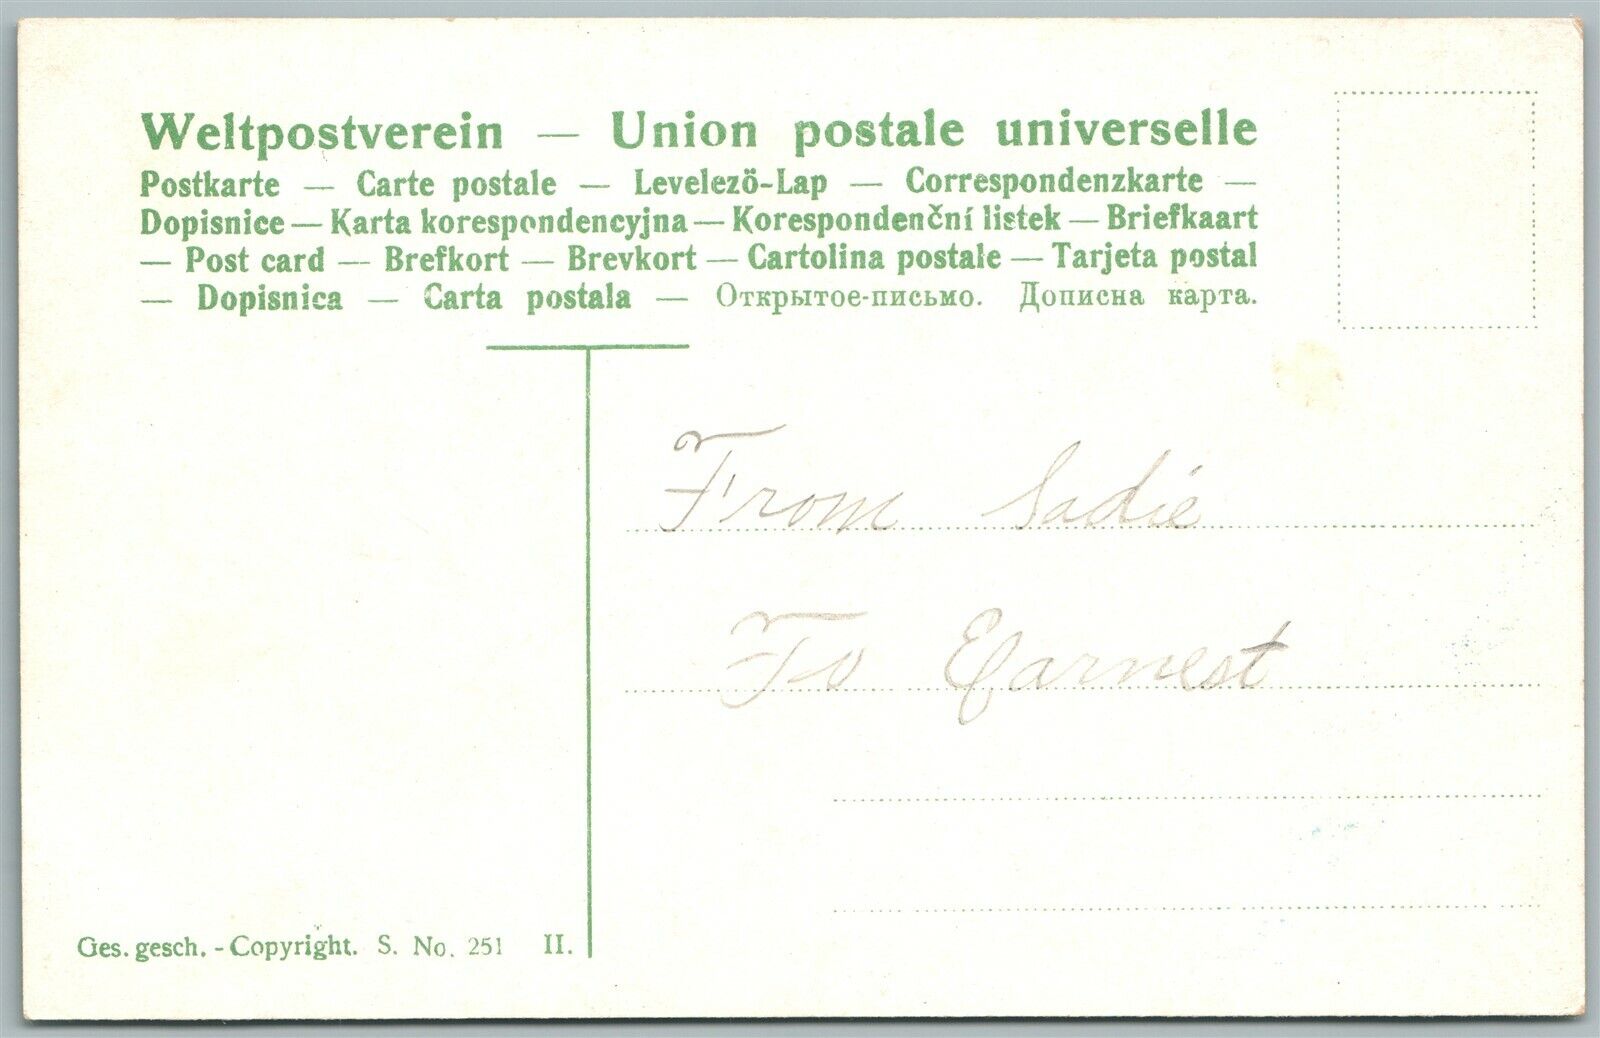 Weltpostverein — Union postale universelle
Postkarte — Carte postale — Levelezö-Lap — Correspondenzkarte —
Dopisnice — Karta korespondencyjna — Korespondenční listek — Briefkaart
— Post card — Brefkort — Brevkort — Cartolina postale — Tarjeta postal
— Dopisnica — Carta postala — Открытое-письмо. Дописна карта.
From Sadie
To Earnest
Ges. gesch. - Copyright. S. No. 251 II.